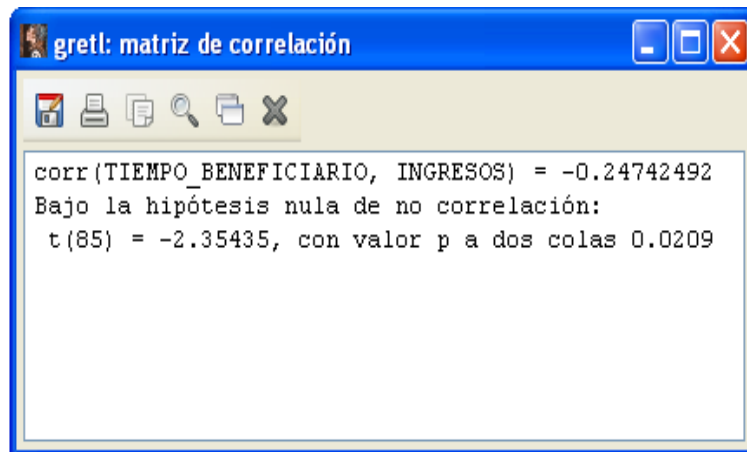 gretl: matriz de correlación
corr(TIEMPO_BENEFICIARIO, INGRESOS) = -0.24742492
Bajo la hipótesis nula de no correlación:
t(85) = -2.35435, con valor p a dos colas 0.0209